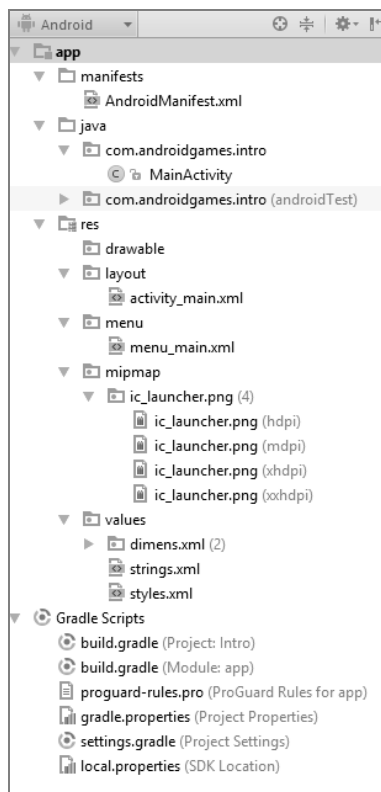 Android
app
manifests
AndroidManifest.xml
java
com.androidgames.intro
C MainActivity
com.androidgames.intro (androidTest)
res
drawable
layout
activity_main.xml
menu
menu_main.xml
mipmap
ic_launcher.png (4)
ic_launcher.png (hdpi)
ic_launcher.png (mdpi)
ic_launcher.png (xhdpi)
ic_launcher.png (xxhdpi)
values
dimens.xml (2)
strings.xml
styles.xml
Gradle Scripts
build.gradle (Project: Intro)
build.gradle (Module: app)
proguard-rules.pro (ProGuard Rules for app)
gradle.properties (Project Properties)
settings.gradle (Project Settings)
local.properties (SDK Location)